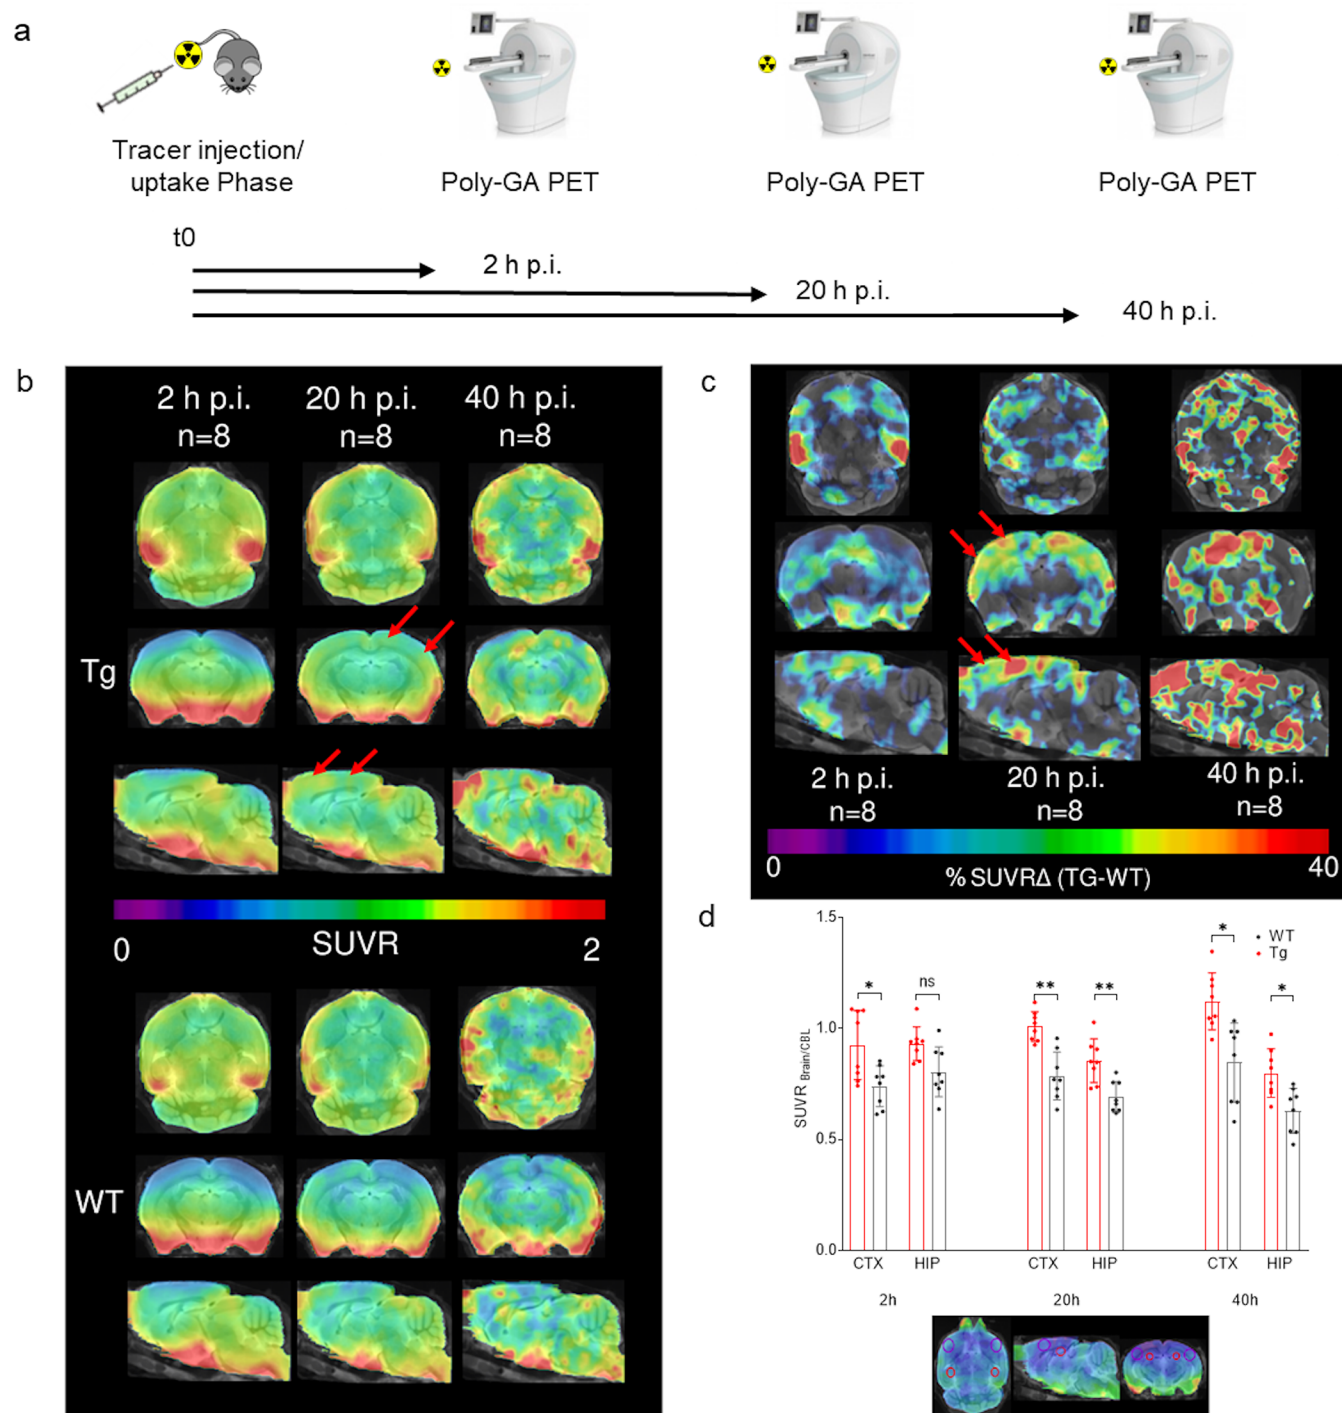 a
Tracer injection/
uptake Phase
Poly-GA PET
Poly-GA PET
Poly-GA PET
t0
2 h p.i.
20 h p.i.
40 h p.i.
b
2 h p.i.
n=8
20 h p.i.
n=8
40 h p.i.
n=8
Tg
0
SUVR
2
WT
c
2 h p.i.
n=8
20 h p.i.
n=8
40 h p.i.
n=8
0
% SUVRΔ (TG-WT)
40
d
SUVR Brain/CBL
1.5
1.0
0.5
0.0
*
ns
**
**
*
*
WT
Tg
CTX
HIP
CTX
HIP
CTX
HIP
2h
20h
40h